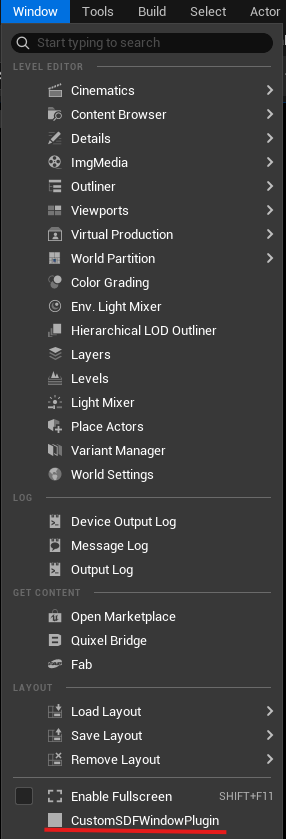 Window Tools Build Select Actor
Start typing to search
LEVEL EDITOR
Cinematics
Content Browser
Details
ImgMedia
Outliner
Viewports
Virtual Production
World Partition
Color Grading
Env. Light Mixer
Hierarchical LOD Outliner
Layers
Levels
Light Mixer
Place Actors
Variant Manager
World Settings
LOG
Device Output Log
Message Log
Output Log
GET CONTENT
Open Marketplace
Quixel Bridge
Fab
LAYOUT
Load Layout
Save Layout
Remove Layout
Enable Fullscreen SHIFT+F11
CustomSDFWindowPlugin